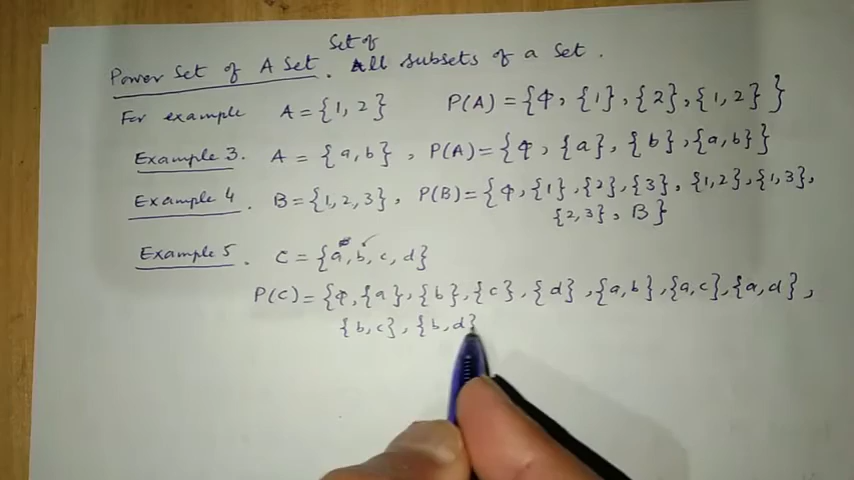 Set of
Power Set of A Set. All subsets of a Set.
For example A = {1, 2} P(A) = {Φ, {1}, {2}, {1, 2}}
Example 3. A = {a, b}, P(A) = {Φ, {a}, {b}, {a, b}}
Example 4. B = {1, 2, 3}, P(B) = {Φ, {1}, {2}, {3}, {1, 2}, {1, 3},
{2, 3}, B}
Example 5. C = {a, b, c, d}
P(C) = {Φ, {a}, {b}, {c}, {d}, {a, b}, {a, c}, {a, d},
{b, c}, {b, d}